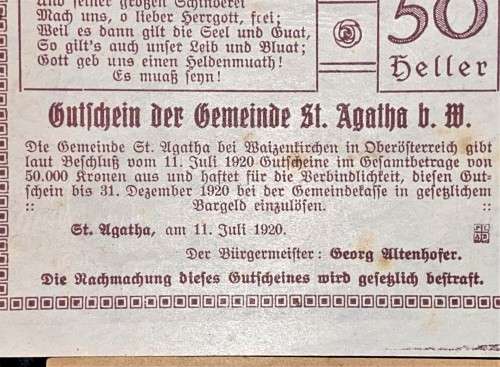 und seiner großen Schinderei
Mach uns, o lieber Herrgott, frei;
Weil es dann gilt die Seel und Guat,
So gilt's auch unser Leib und Bluat;
Gott geb uns einen Heldenmuath!
Es muaß seyn!
50
Heller
Gutschein der Gemeinde St. Agatha b. W.
Die Gemeinde St. Agatha bei Waizenkirchen in Oberösterreich gibt
laut Beschluß vom 11. Juli 1920 Gutscheine im Gesamtbetrage von
50.000 Kronen aus und haftet für die Verbindlichkeit, diesen Gut-
schein bis 31. Dezember 1920 bei der Gemeindekasse in gesetzlichem
:: Bargeld einzulösen. ::
St. Agatha, am 11. Juli 1920.
Der Bürgermeister: Georg Altenhofer.
Die Nachmachung dieses Gutscheines wird gesetzlich bestraft.